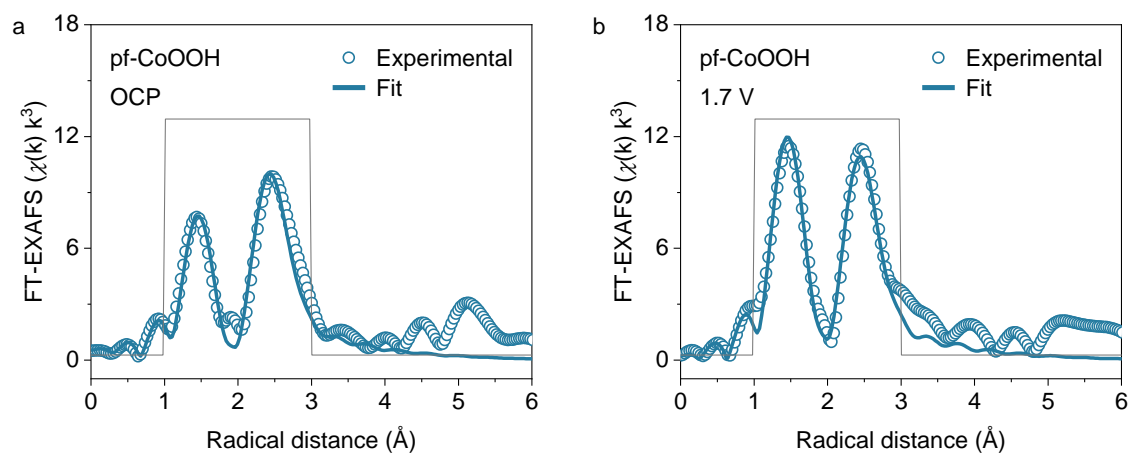 a
pf-CoOOH
OCP
Experimental
Fit
FT-EXAFS (χ(k) k³)
18
12
6
0
0 1 2 3 4 5 6
Radical distance (Å)
b
pf-CoOOH
1.7 V
Experimental
Fit
FT-EXAFS (χ(k) k³)
18
12
6
0
0 1 2 3 4 5 6
Radical distance (Å)